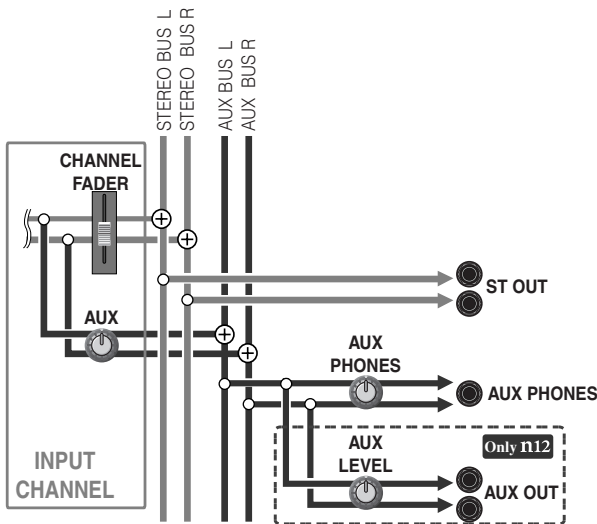 STEREO BUS L
STEREO BUS R
AUX BUS L
AUX BUS R
CHANNEL
FADER
ST OUT
AUX
AUX
PHONES
AUX PHONES
Only n12
AUX
LEVEL
AUX OUT
INPUT
CHANNEL